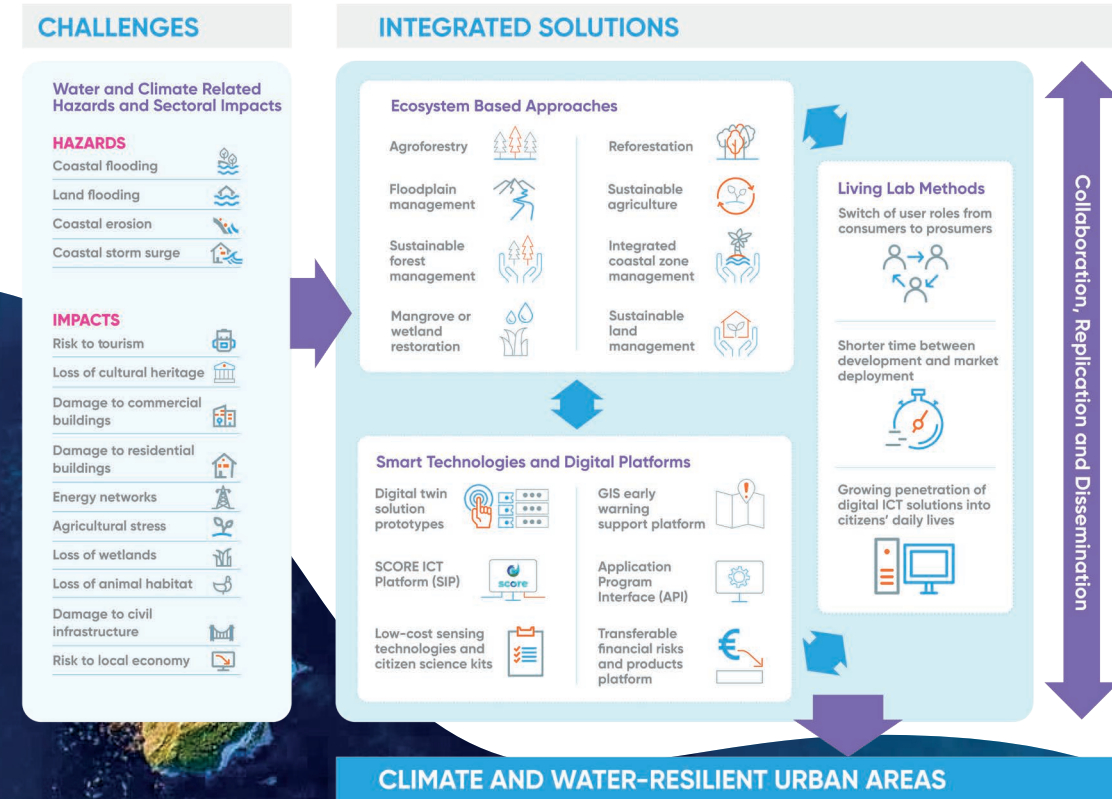 CHALLENGES
Water and Climate Related
Hazards and Sectoral Impacts
HAZARDS
Coastal flooding
Land flooding
Coastal erosion
Coastal storm surge
IMPACTS
Risk to tourism
Loss of cultural heritage
Damage to commercial
buildings
Damage to residential
buildings
Energy networks
Agricultural stress
Loss of wetlands
Loss of animal habitat
Damage to civil
infrastructure
Risk to local economy
INTEGRATED SOLUTIONS
Ecosystem Based Approaches
Agroforestry
Floodplain
management
Sustainable
forest
management
Mangrove or
wetland
restoration
Reforestation
Sustainable
agriculture
Integrated
coastal zone
management
Sustainable
land
management
Smart Technologies and Digital Platforms
Digital twin
solution
prototypes
SCORE ICT
Platform (SIP)
score
Low-cost sensing
technologies and
citizen science kits
GIS early
warning
support platform
Application
Program
Interface (API)
Transferable
financial risks
and products
platform
€
Living Lab Methods
Switch of user roles from
consumers to prosumers
Shorter time between
development and market
deployment
Growing penetration of
digital ICT solutions into
citizens' daily lives
Collaboration, Replication and Dissemination
CLIMATE AND WATER-RESILIENT URBAN AREAS